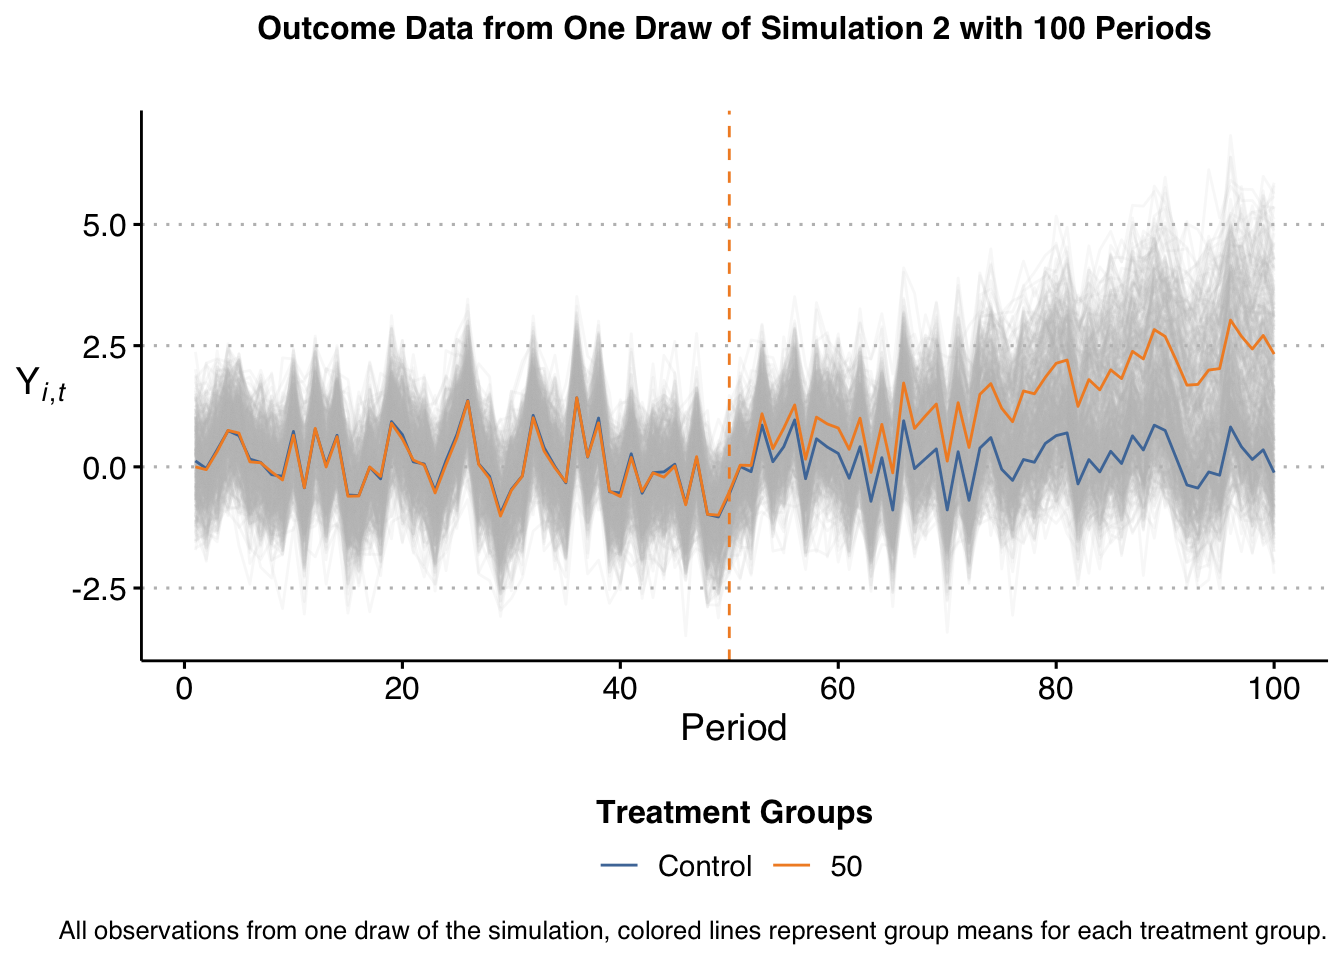 Outcome Data from One Draw of Simulation 2 with 100 Periods
5.0
2.5
Y i,t
0.0
-2.5
0 20 40 60 80 100
Period
Treatment Groups
Control 50
All observations from one draw of the simulation, colored lines represent group means for each treatment group.